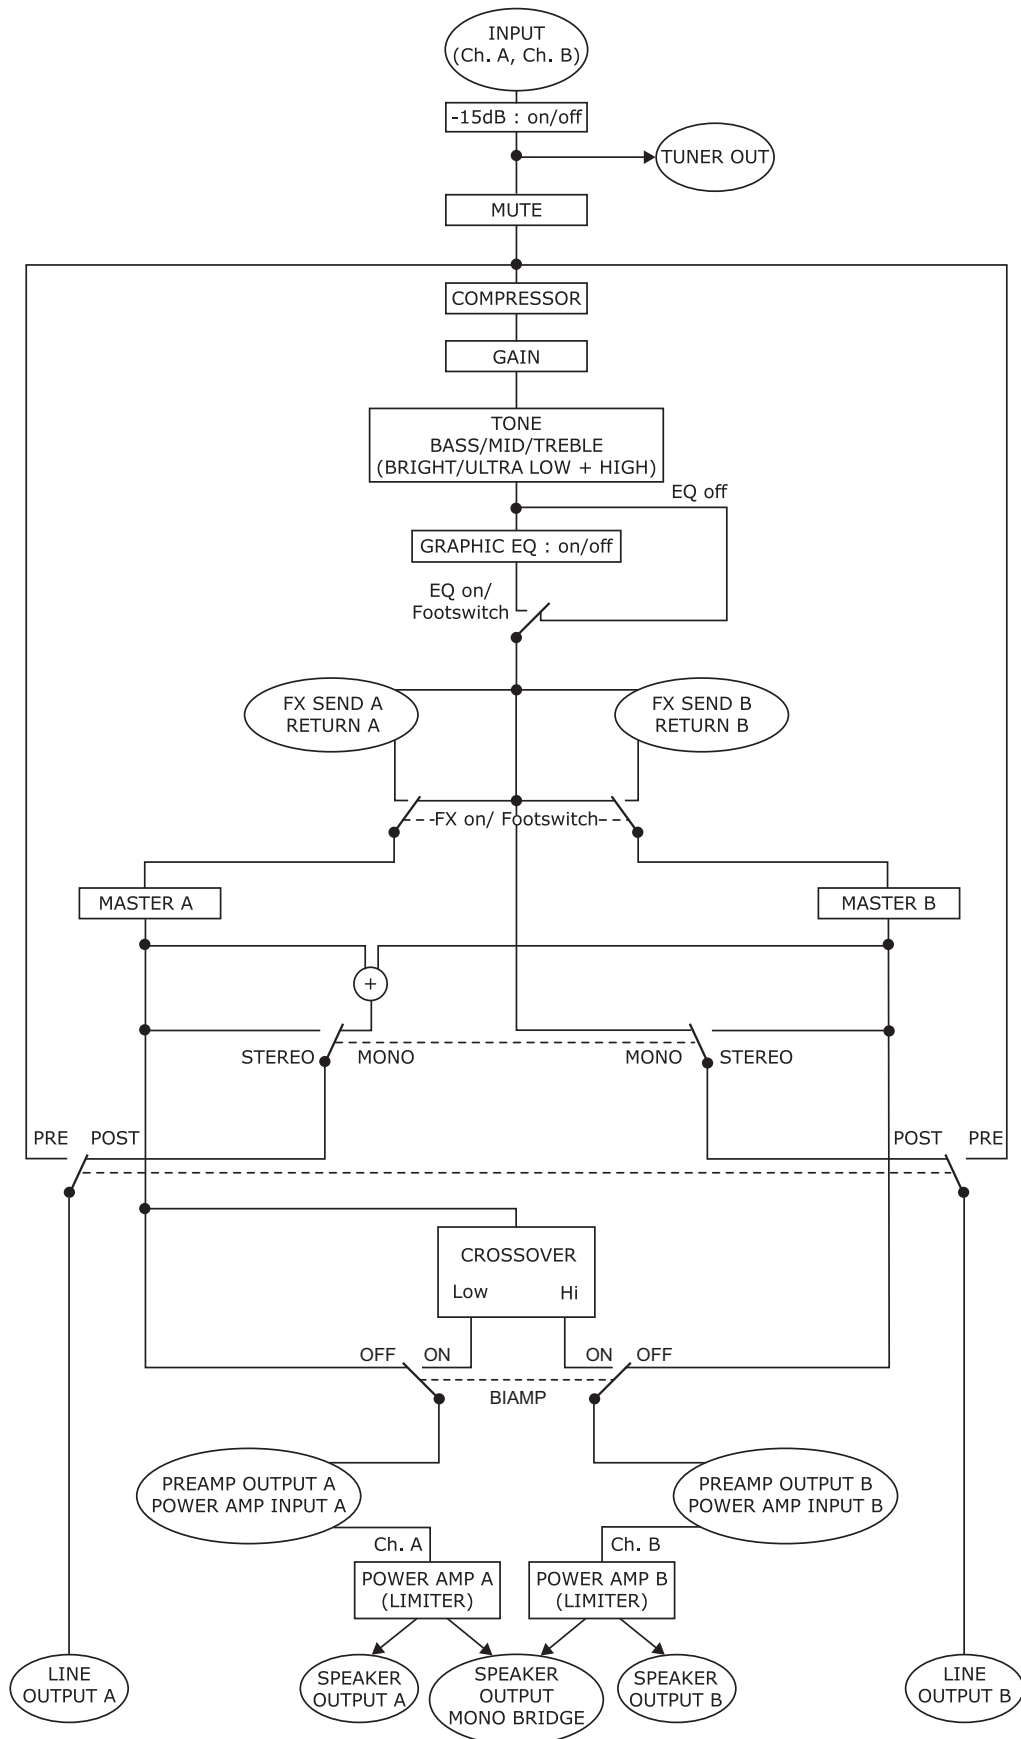 INPUT
(Ch. A, Ch. B)
-15dB : on/off
TUNER OUT
MUTE
COMPRESSOR
GAIN
TONE
BASS/MID/TREBLE
(BRIGHT/ULTRA LOW + HIGH)
EQ off
GRAPHIC EQ : on/off
EQ on/
Footswitch
FX SEND A
RETURN A
FX SEND B
RETURN B
FX on/ Footswitch
MASTER A
MASTER B
+
STEREO
MONO
MONO
STEREO
PRE
POST
POST
PRE
CROSSOVER
Low
Hi
OFF
ON
ON
OFF
BIAMP
PREAMP OUTPUT A
POWER AMP INPUT A
PREAMP OUTPUT B
POWER AMP INPUT B
Ch. A
Ch. B
POWER AMP A
(LIMITER)
POWER AMP B
(LIMITER)
LINE
OUTPUT A
SPEAKER
OUTPUT A
SPEAKER
OUTPUT
MONO BRIDGE
SPEAKER
OUTPUT B
LINE
OUTPUT B